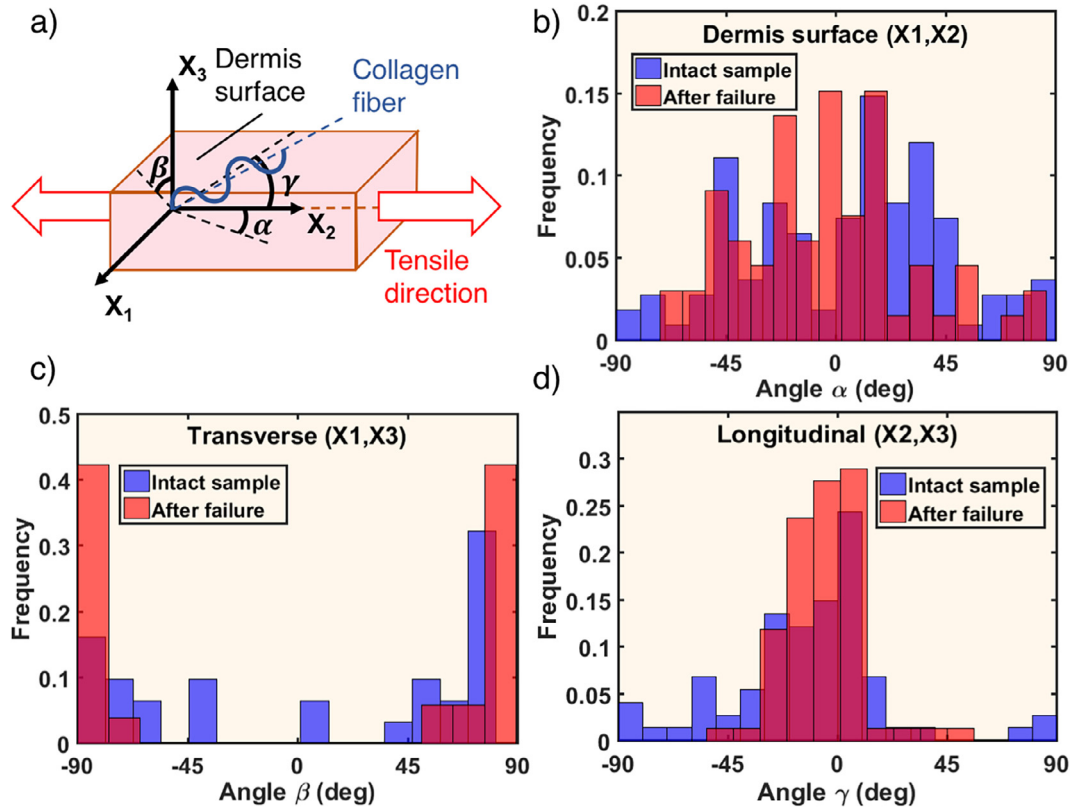 a)
X3
Dermis
surface
Collagen
fiber
β
γ
α
X2
X1
Tensile
direction
b)
Dermis surface (X1,X2)
Intact sample
After failure
Frequency
0.2
0.15
0.1
0.05
0
-90
-45
0
45
90
Angle α (deg)
c)
Transverse (X1,X3)
Intact sample
After failure
Frequency
0.5
0.4
0.3
0.2
0.1
0
-90
-45
0
45
90
Angle β (deg)
d)
Longitudinal (X2,X3)
Intact sample
After failure
Frequency
0.3
0.25
0.2
0.15
0.1
0.05
0
-90
-45
0
45
90
Angle γ (deg)